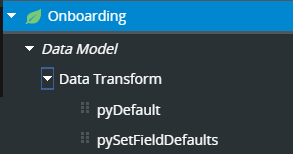 Onboarding
Data Model
Data Transform
pyDefault
pySetFieldDefaults